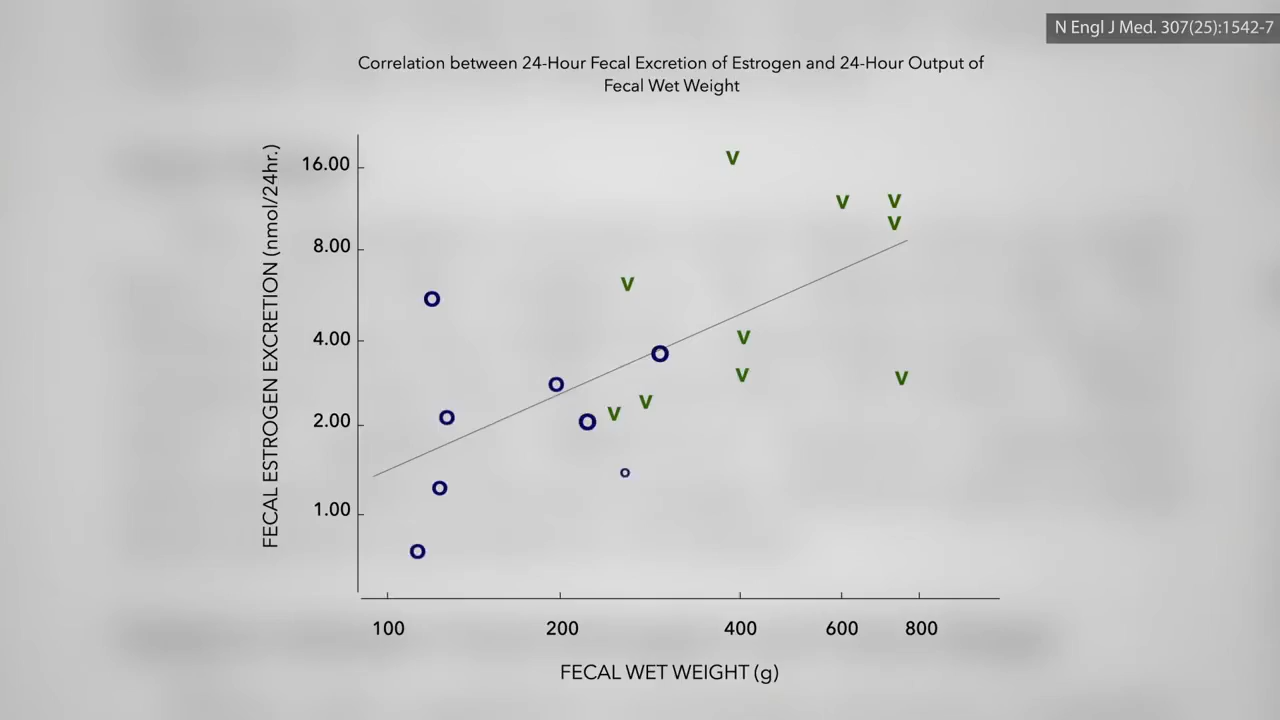 N Engl J Med. 307(25):1542-7
Correlation between 24-Hour Fecal Excretion of Estrogen and 24-Hour Output of
Fecal Wet Weight
FECAL ESTROGEN EXCRETION (nmol/24hr.)
16.00
8.00
4.00
2.00
1.00
V
V
V
V
V
V
V
V
V
V
O
O
O
O
O
O
O
O
100 200 400 600 800
FECAL WET WEIGHT (g)